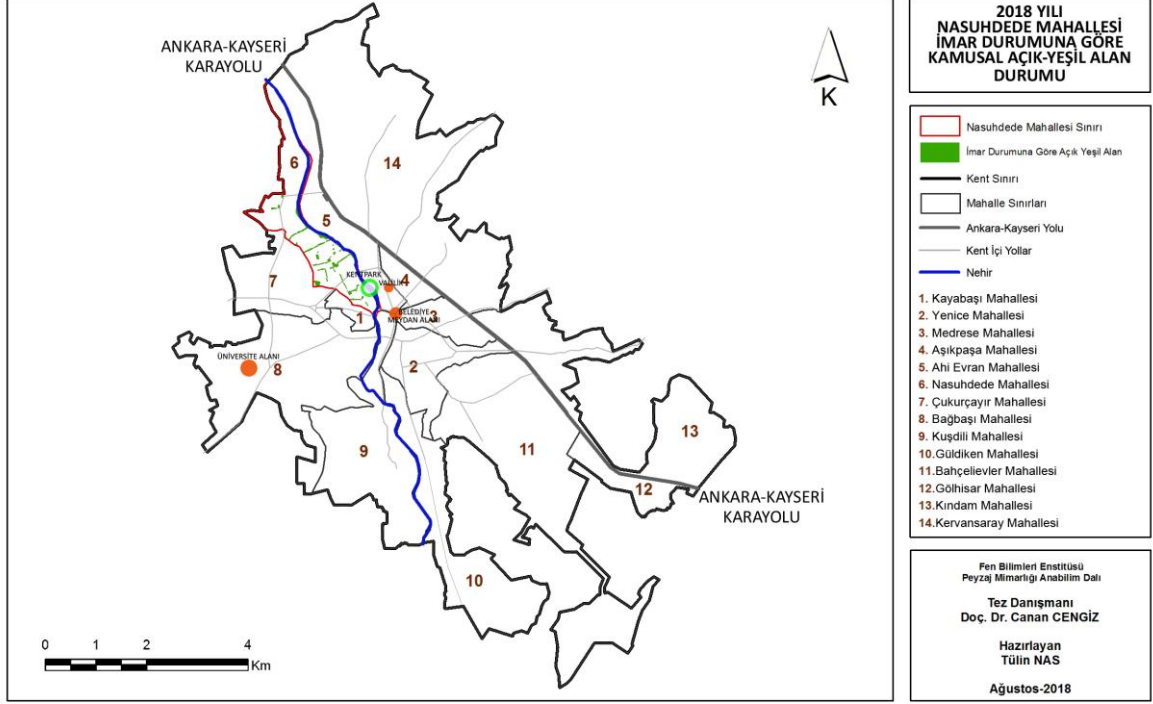 ANKARA-KAYSERİ
KARAYOLU
K
6
14
5
7
KENTPARK
VALİLİK
4
BELEDİYE
MEYDAN ALANI
1
3
ÜNİVERSİTE ALANI
8
2
9
11
13
12
ANKARA-KAYSERİ
KARAYOLU
10
0 1 2 4
Km
2018 YILI
NASUHDEDE MAHALLESİ
İMAR DURUMUNA GÖRE
KAMUSAL AÇIK-YEŞİL ALAN
DURUMU
Nasuhdede Mahallesi Sınırı
İmar Durumuna Göre Açık Yeşil Alan
Kent Sınırı
Mahalle Sınırları
Ankara-Kayseri Yolu
Kent İçi Yollar
Nehir
1. Kayabaşı Mahallesi
2. Yenice Mahallesi
3. Medrese Mahallesi
4. Aşıkpaşa Mahallesi
5. Ahi Evran Mahallesi
6. Nasuhdede Mahallesi
7. Çukurçayır Mahallesi
8. Bağbaşı Mahallesi
9. Kuşdili Mahallesi
10.Güldiken Mahallesi
11.Bahçelievler Mahallesi
12.Gölhisar Mahallesi
13.Kındam Mahallesi
14.Kervansaray Mahallesi
Fen Bilimleri Enstitüsü
Peyzaj Mimarlığı Anabilim Dalı
Tez Danışmanı
Doç. Dr. Canan CENGİZ
Hazırlayan
Tülin NAS
Ağustos-2018